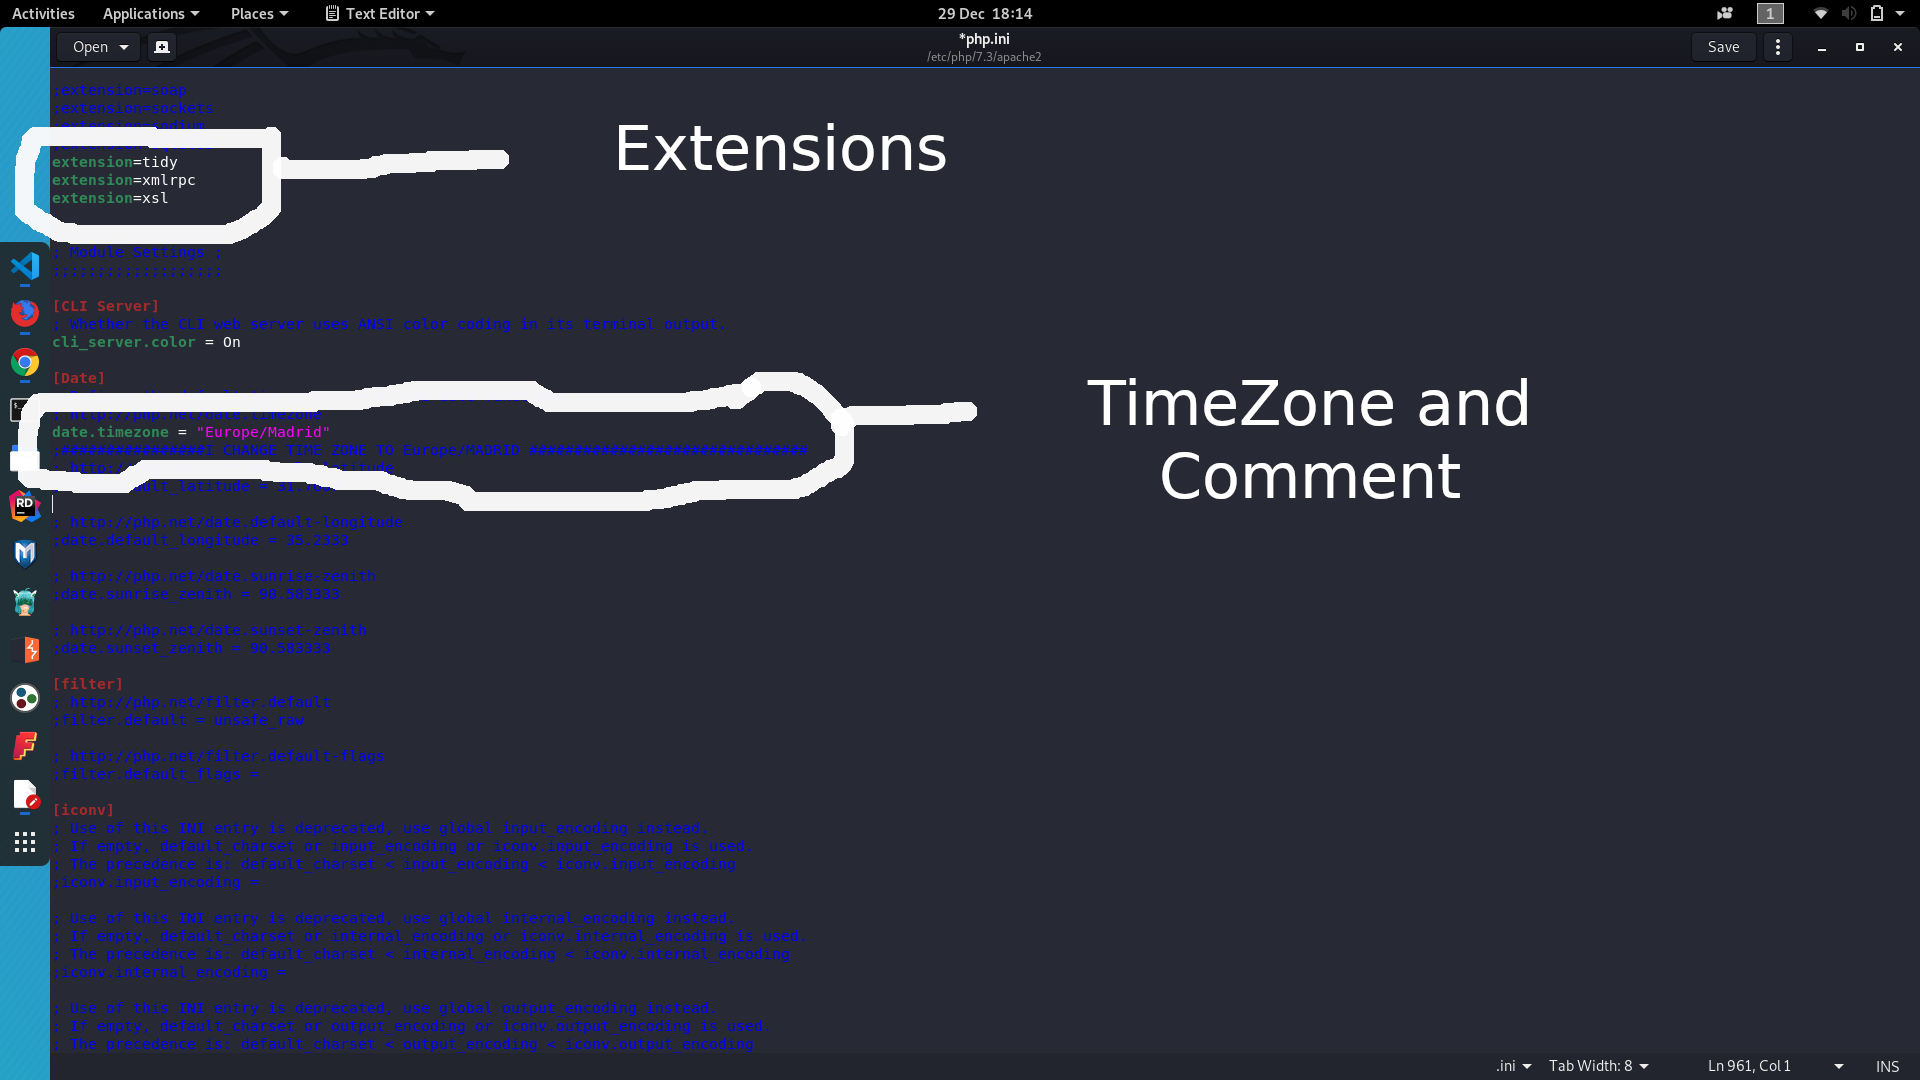 Activities Applications Places Text Editor 29 Dec 18:14 1
Open *php.ini Save
/etc/php/7.3/apache2
;extension=soap
;extension=sockets
extension=tidy
extension=xmlrpc
extension=xsl
Extensions
; Module Settings ;
;;;;;;;;;;;;;;;;;;;
[CLI Server]
; Whether the CLI web server uses ANSI color coding in its terminal output.
cli_server.color = On
[Date]
; http://php.net/date.timezone
date.timezone = "Europe/Madrid"
;################I CHANGE TIME ZONE TO Europe/MADRID ###############################
TimeZone and
Comment
; http://php.net/date.default-longitude
;date.default_longitude = 35.2333
; http://php.net/date.sunrise-zenith
;date.sunrise_zenith = 90.583333
; http://php.net/date.sunset-zenith
;date.sunset_zenith = 90.583333
[filter]
; http://php.net/filter.default
;filter.default = unsafe_raw
; http://php.net/filter.default-flags
;filter.default_flags =
[iconv]
; Use of this INI entry is deprecated, use global input_encoding instead.
; If empty, default_charset or input_encoding or iconv.input_encoding is used.
; The precedence is: default_charset < input_encoding < iconv.input_encoding
;iconv.input_encoding =
; Use of this INI entry is deprecated, use global internal_encoding instead.
; If empty, default_charset or internal_encoding or iconv.internal_encoding is used.
; The precedence is: default_charset < internal_encoding < iconv.internal_encoding
;iconv.internal_encoding =
; Use of this INI entry is deprecated, use global output_encoding instead.
; If empty, default_charset or output_encoding or iconv.output_encoding is used.
; The precedence is: default_charset < output_encoding < iconv.output_encoding
.ini Tab Width: 8 Ln 961, Col 1 INS
RD